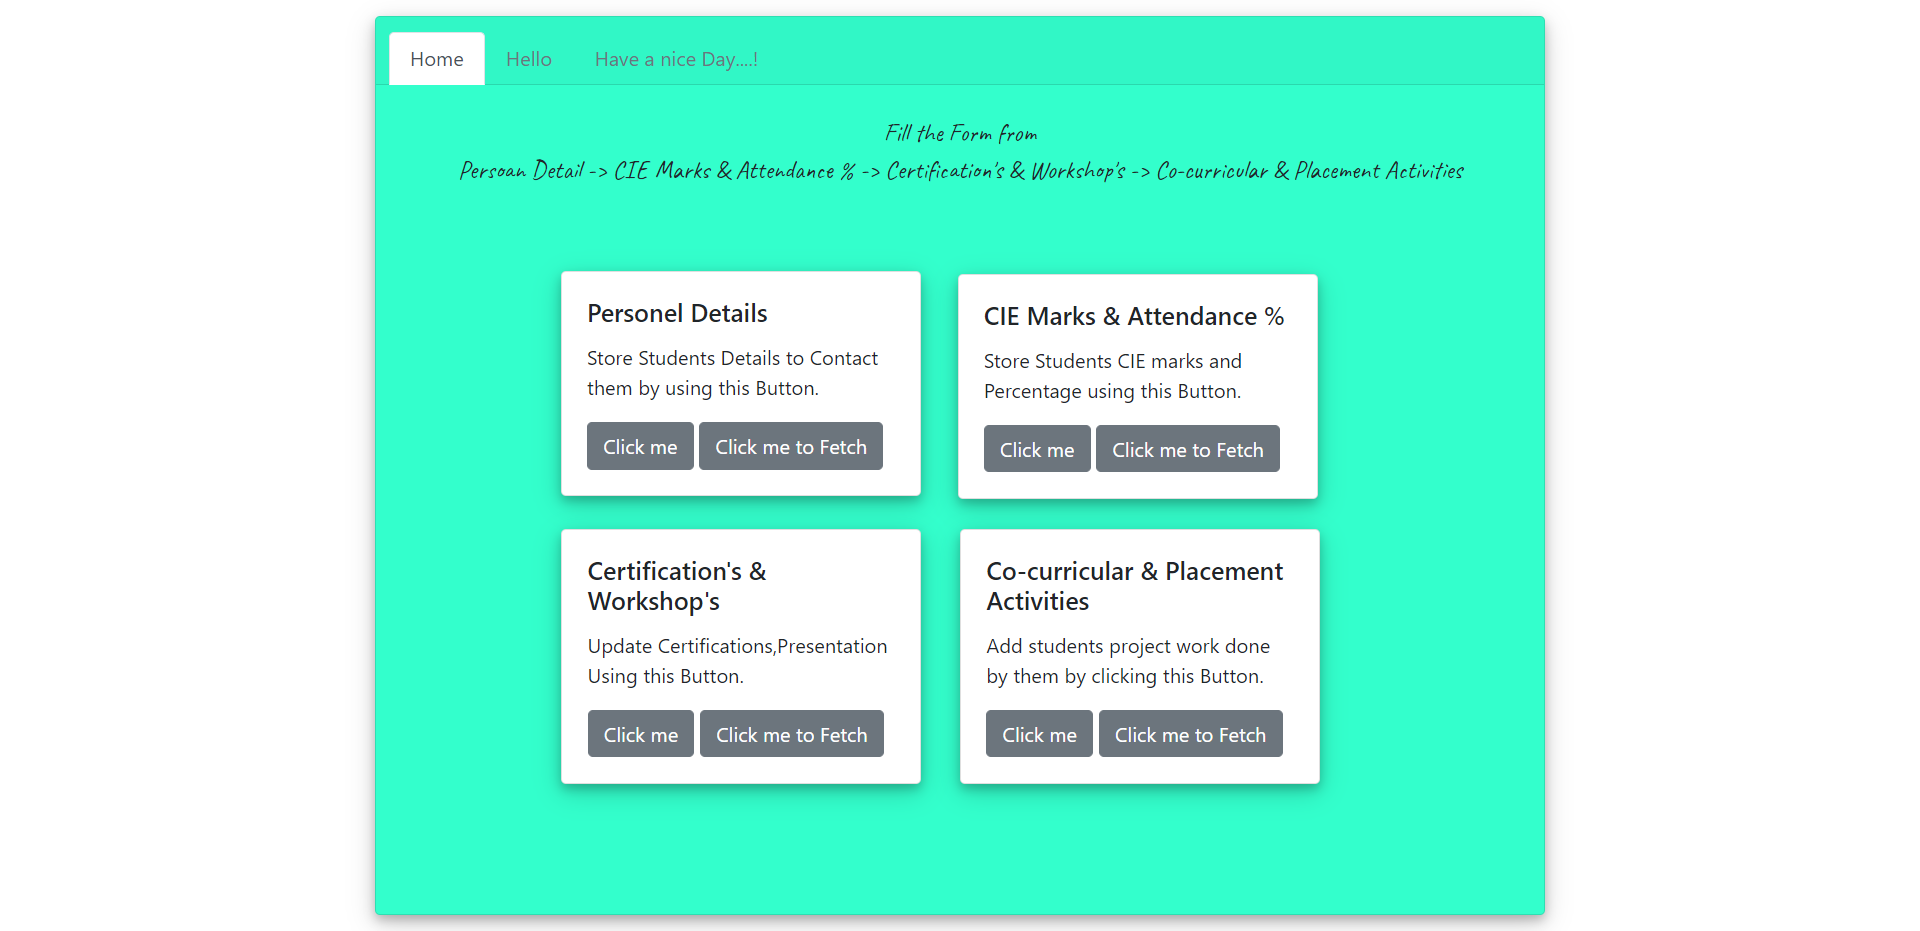 Home Hello Have a nice Day....!
Fill the Form from
Persoan Detail -> CIE Marks & Attendance % -> Certification's & Workshop's -> Co-curricular & Placement Activities
Personel Details
Store Students Details to Contact
them by using this Button.
Click me Click me to Fetch
CIE Marks & Attendance %
Store Students CIE marks and
Percentage using this Button.
Click me Click me to Fetch
Certification's &
Workshop's
Update Certifications,Presentation
Using this Button.
Click me Click me to Fetch
Co-curricular & Placement
Activities
Add students project work done
by them by clicking this Button.
Click me Click me to Fetch